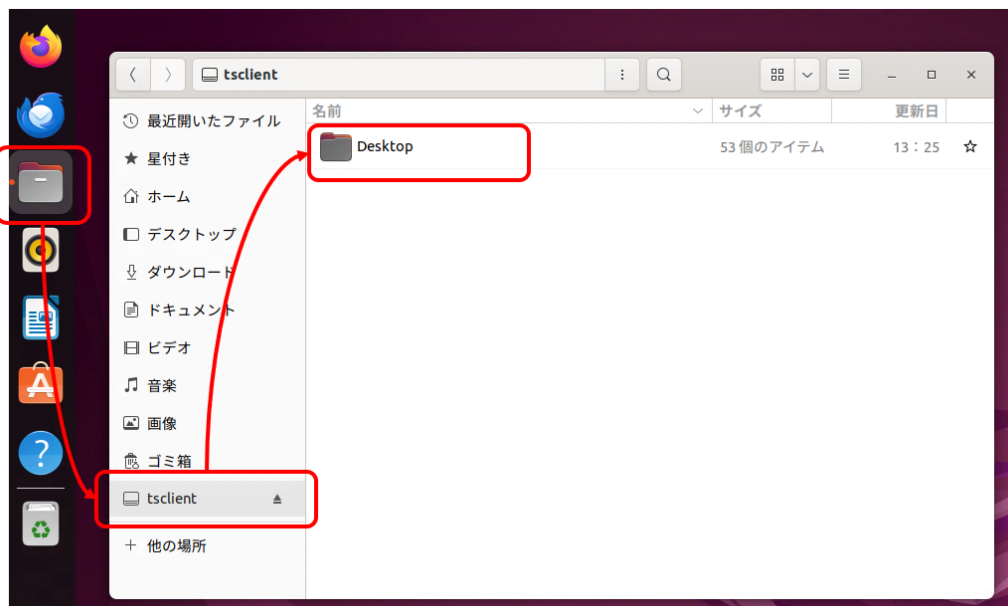 tsclient
名前 サイズ 更新日
最近開いたファイル
Desktop 53個のアイテム 13：25
星付き
ホーム
デスクトップ
ダウンロード
ドキュメント
ビデオ
音楽
画像
ゴミ箱
tsclient
+ 他の場所